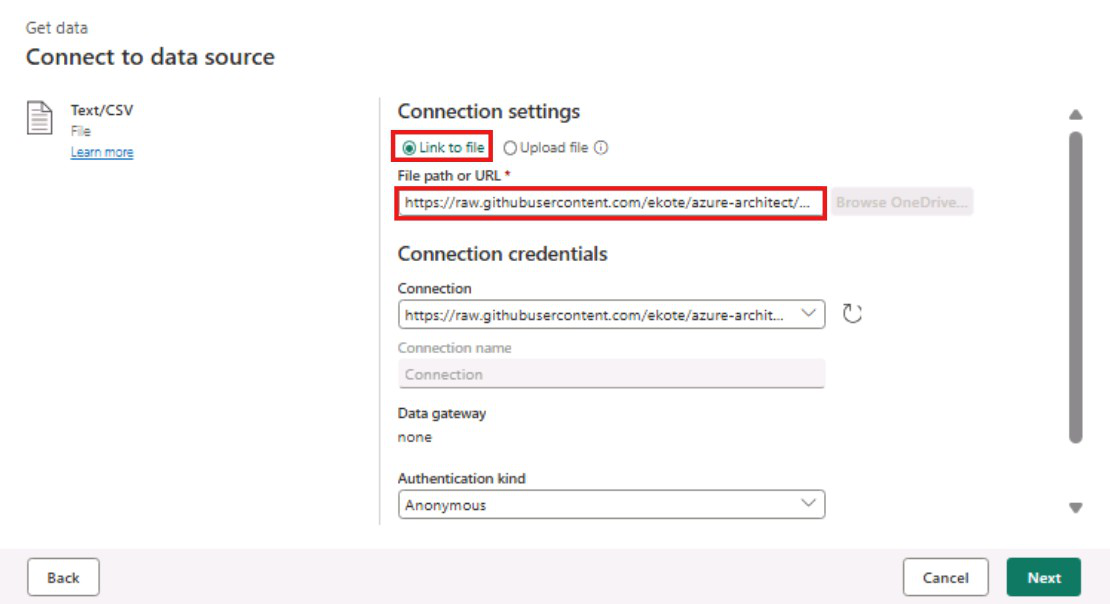 Get data
Connect to data source
Text/CSV
File
Learn more
Connection settings
Link to file Upload file
File path or URL *
https://raw.githubusercontent.com/ekote/azure-architect/... Browse OneDrive...
Connection credentials
Connection
https://raw.githubusercontent.com/ekote/azure-archit...
Connection name
Connection
Data gateway
none
Authentication kind
Anonymous
Back Cancel Next